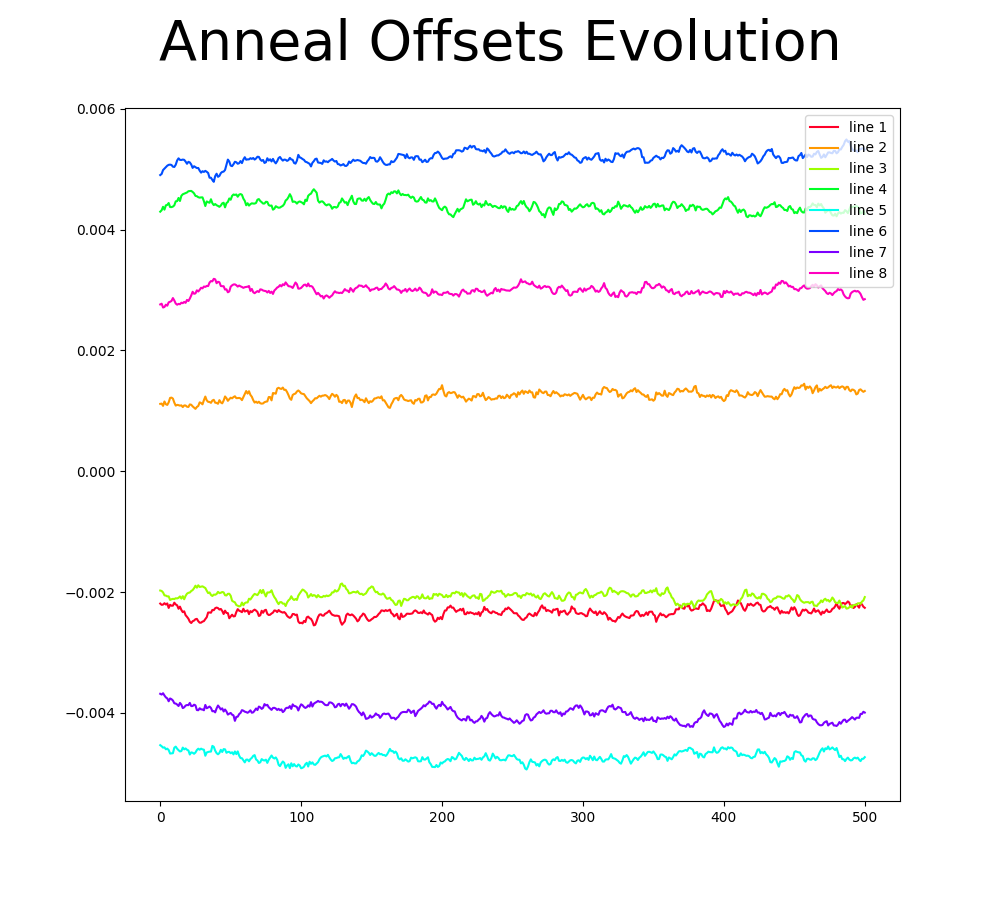 Anneal Offsets Evolution
0.006
0.004
0.002
0.000
−0.002
−0.004
0 100 200 300 400 500
line 1
line 2
line 3
line 4
line 5
line 6
line 7
line 8